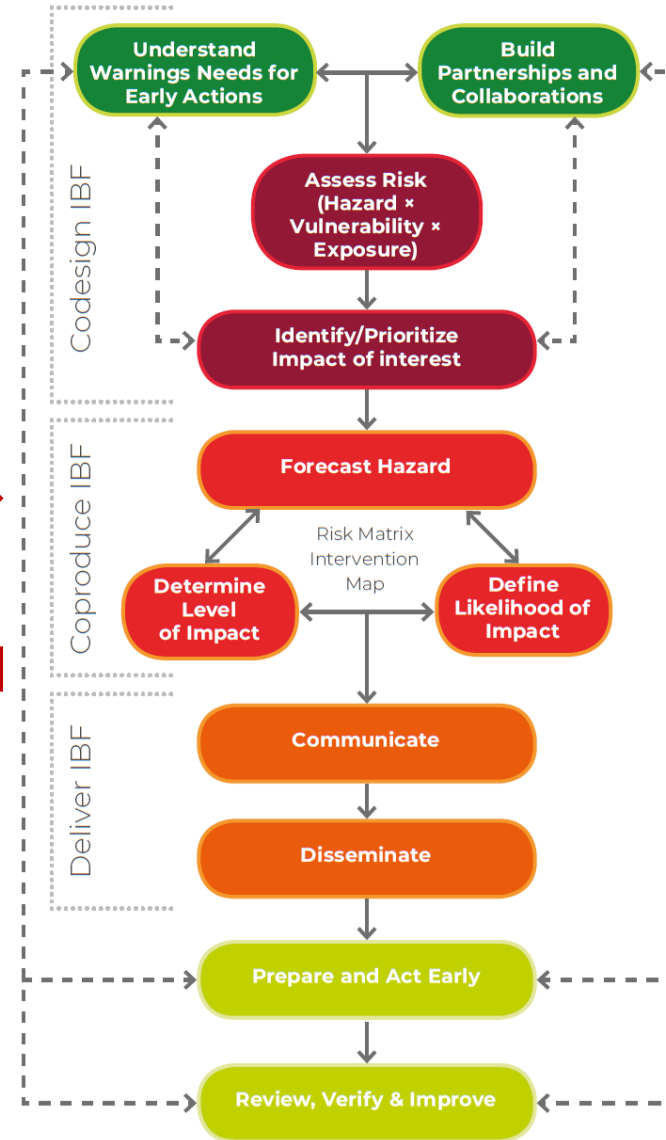 Understand
Warnings Needs for
Early Actions
Build
Partnerships and
Collaborations
Codesign IBF
Assess Risk
(Hazard ×
Vulnerability ×
Exposure)
Identify/Prioritize
Impact of interest
Coproduce IBF
Forecast Hazard
Risk Matrix
Intervention
Map
Determine
Level
of Impact
Define
Likelihood of
Impact
Deliver IBF
Communicate
Disseminate
Prepare and Act Early
Review, Verify & Improve